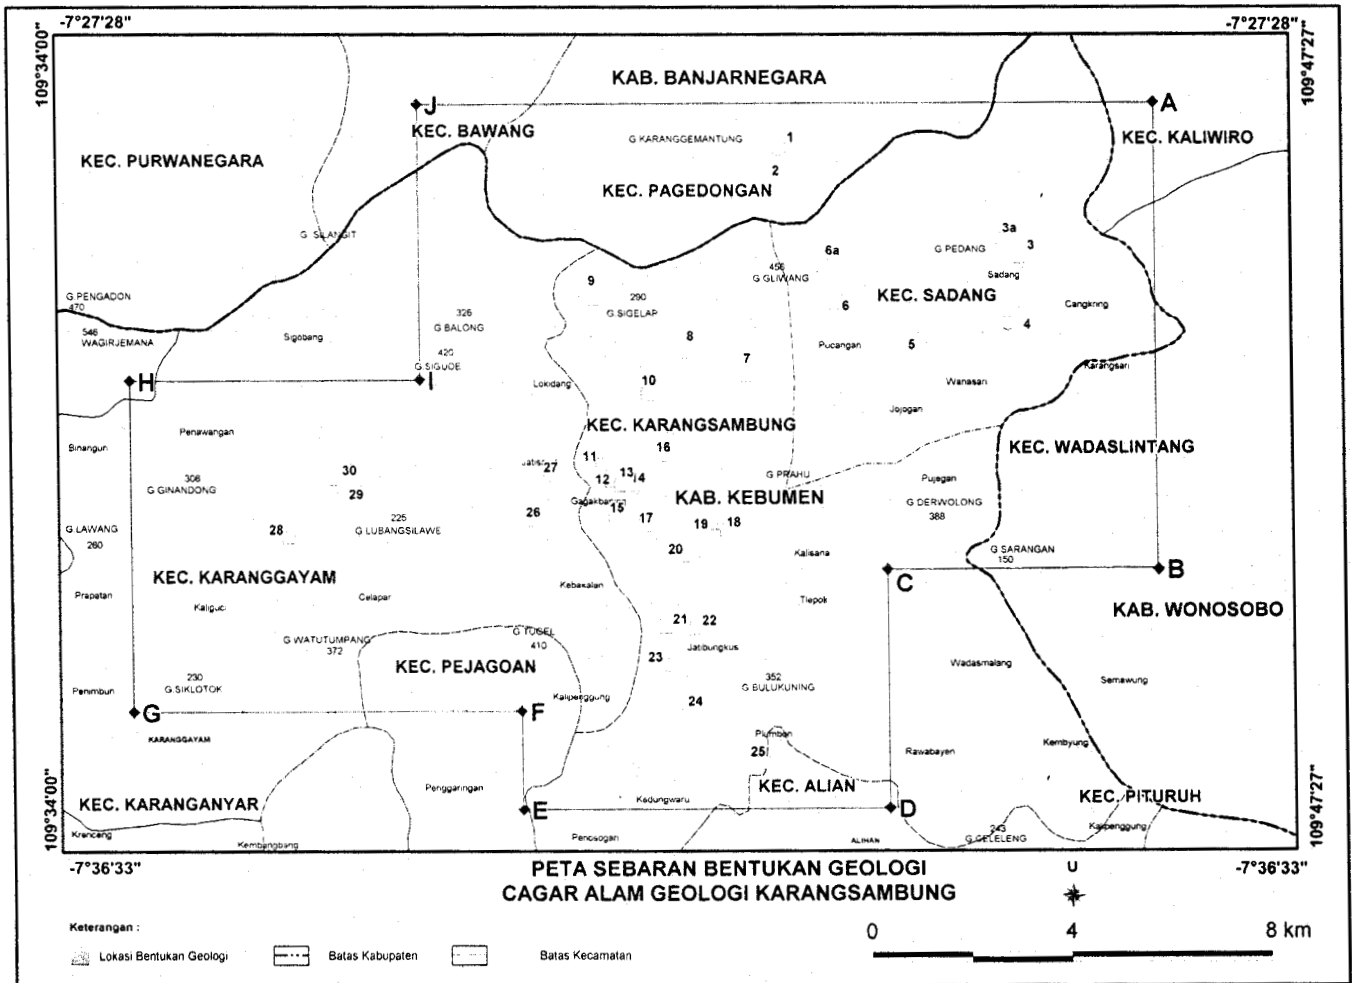 -7°27'28"
-7°27'28"
109°34'00"
109°47'27"
KAB. BANJARNEGARA
J
A
KEC. BAWANG
G KARANGGEMANTUNG
1
KEC. KALIWIRO
KEC. PURWANEGARA
2
KEC. PAGEDONGAN
3a
G SILANGIT
6a
G PEDANG
3
456
G GLIWANG
Sadang
9
G PENGADON
470
290
G.SIGELAP
6
KEC. SADANG
Cangkring
326
G BALONG
546
WAGIRJEMANA
Sigobang
8
4
Pucangan
5
420
G.SIGUDE
7
Karangsari
H
I
Lokidang
10
Wanasari
Jojogan
Penawangan
KEC. KARANGSAMBUNG
Binangun
16
KEC. WADASLINTANG
30
27
11
12
13
14
G PRAHU
Pujegan
306
G GINANDONG
29
KAB. KEBUMEN
15
G DERWOLONG
388
26
17
19
18
225
G LUBANGSILAWE
28
G LAWANG
260
20
Kalisana
G SARANGAN
150
C
B
KEC. KARANGGAYAM
Kebakalan
Prapatan
Celapar
Tlepok
Kaliguci
KAB. WONOSOBO
21
22
G WATUTUMPANG
372
G TUGEL
410
Jatibungkus
23
KEC. PEJAGOAN
Wadasmalang
230
G.SIKLOTOK
352
G BULUKUNING
Semawung
Penimbun
Kalipenggung
24
G
F
KARANGGAYAM
Plumban
25
Rawabayen
Kembyung
Penggaringan
KEC. ALIAN
KEC. PITURUH
KEC. KARANGANYAR
E
Kedungwaru
D
Krenceng
Kembangbang
Penosogan
ALIHAN
243
G GELELENG
Kalipenggung
109°34'00"
109°47'27"
-7°36'33"
-7°36'33"
PETA SEBARAN BENTUKAN GEOLOGI
CAGAR ALAM GEOLOGI KARANGSAMBUNG
U
Keterangan :
Lokasi Bentukan Geologi
Batas Kabupaten
Batas Kecamatan
0
4
8 km